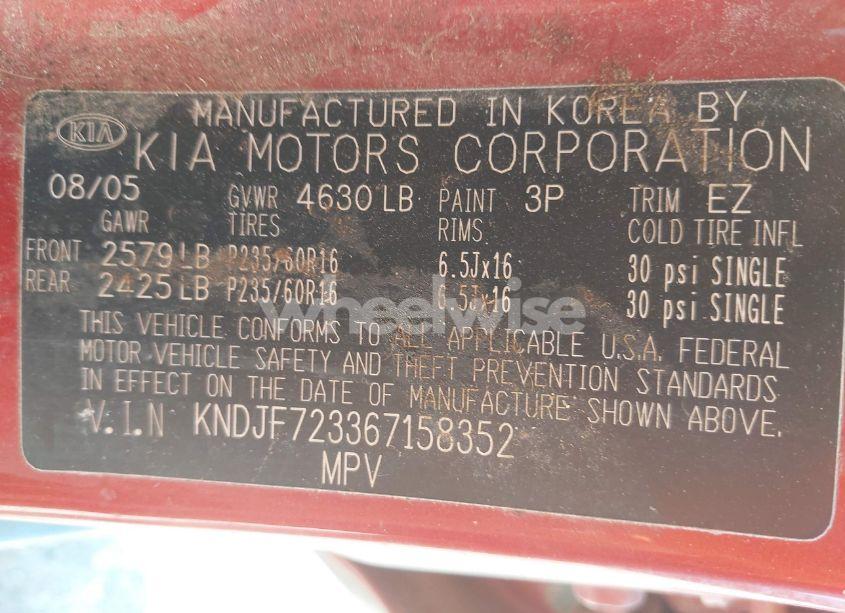 MANUFACTURED IN KOREA BY
KIA KIA MOTORS CORPORATION
08/05 GVWR 4630 LB PAINT 3P TRIM EZ
GAWR TIRES RIMS COLD TIRE INFL
FRONT 2579 LB P235/60R16 6.5Jx16 30 psi SINGLE
REAR 2425 LB P235/60R16 6.5Jx16 30 psi SINGLE
wheelwise
THIS VEHICLE CONFORMS TO ALL APPLICABLE U.S.A. FEDERAL
MOTOR VEHICLE SAFETY AND THEFT PREVENTION STANDARDS
IN EFFECT ON THE DATE OF MANUFACTURE SHOWN ABOVE.
V.I.N KNDJF723367158352
MPV